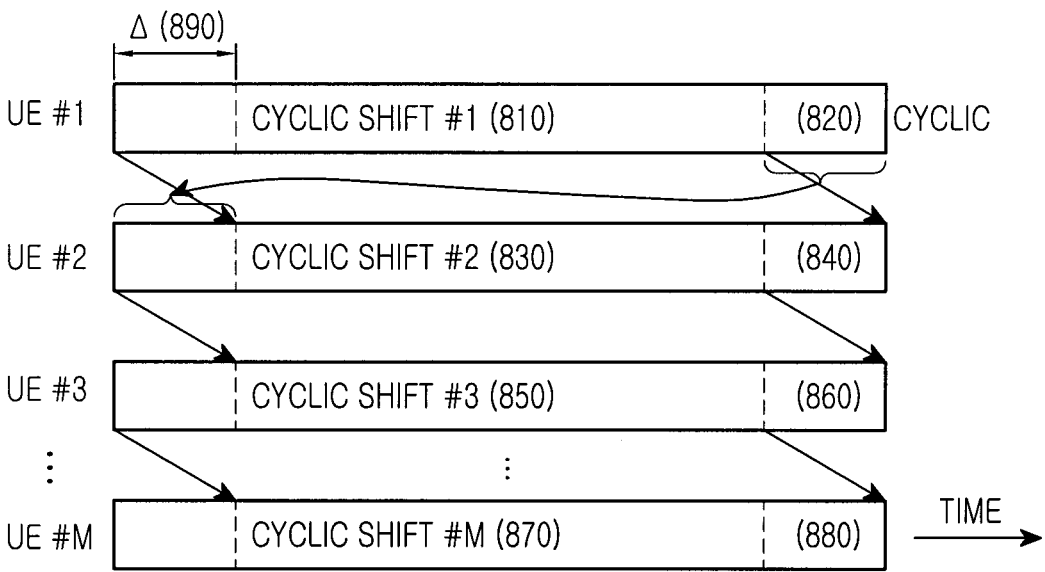 Δ (890)
UE #1 CYCLIC SHIFT #1 (810) (820) CYCLIC
UE #2 CYCLIC SHIFT #2 (830) (840)
UE #3 CYCLIC SHIFT #3 (850) (860)
⋮ ⋮
UE #M CYCLIC SHIFT #M (870) (880) TIME